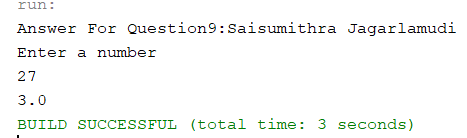 run:
Answer For Question9:Saisumithra Jagarlamudi
Enter a number
27
3.0
BUILD SUCCESSFUL (total time: 3 seconds)